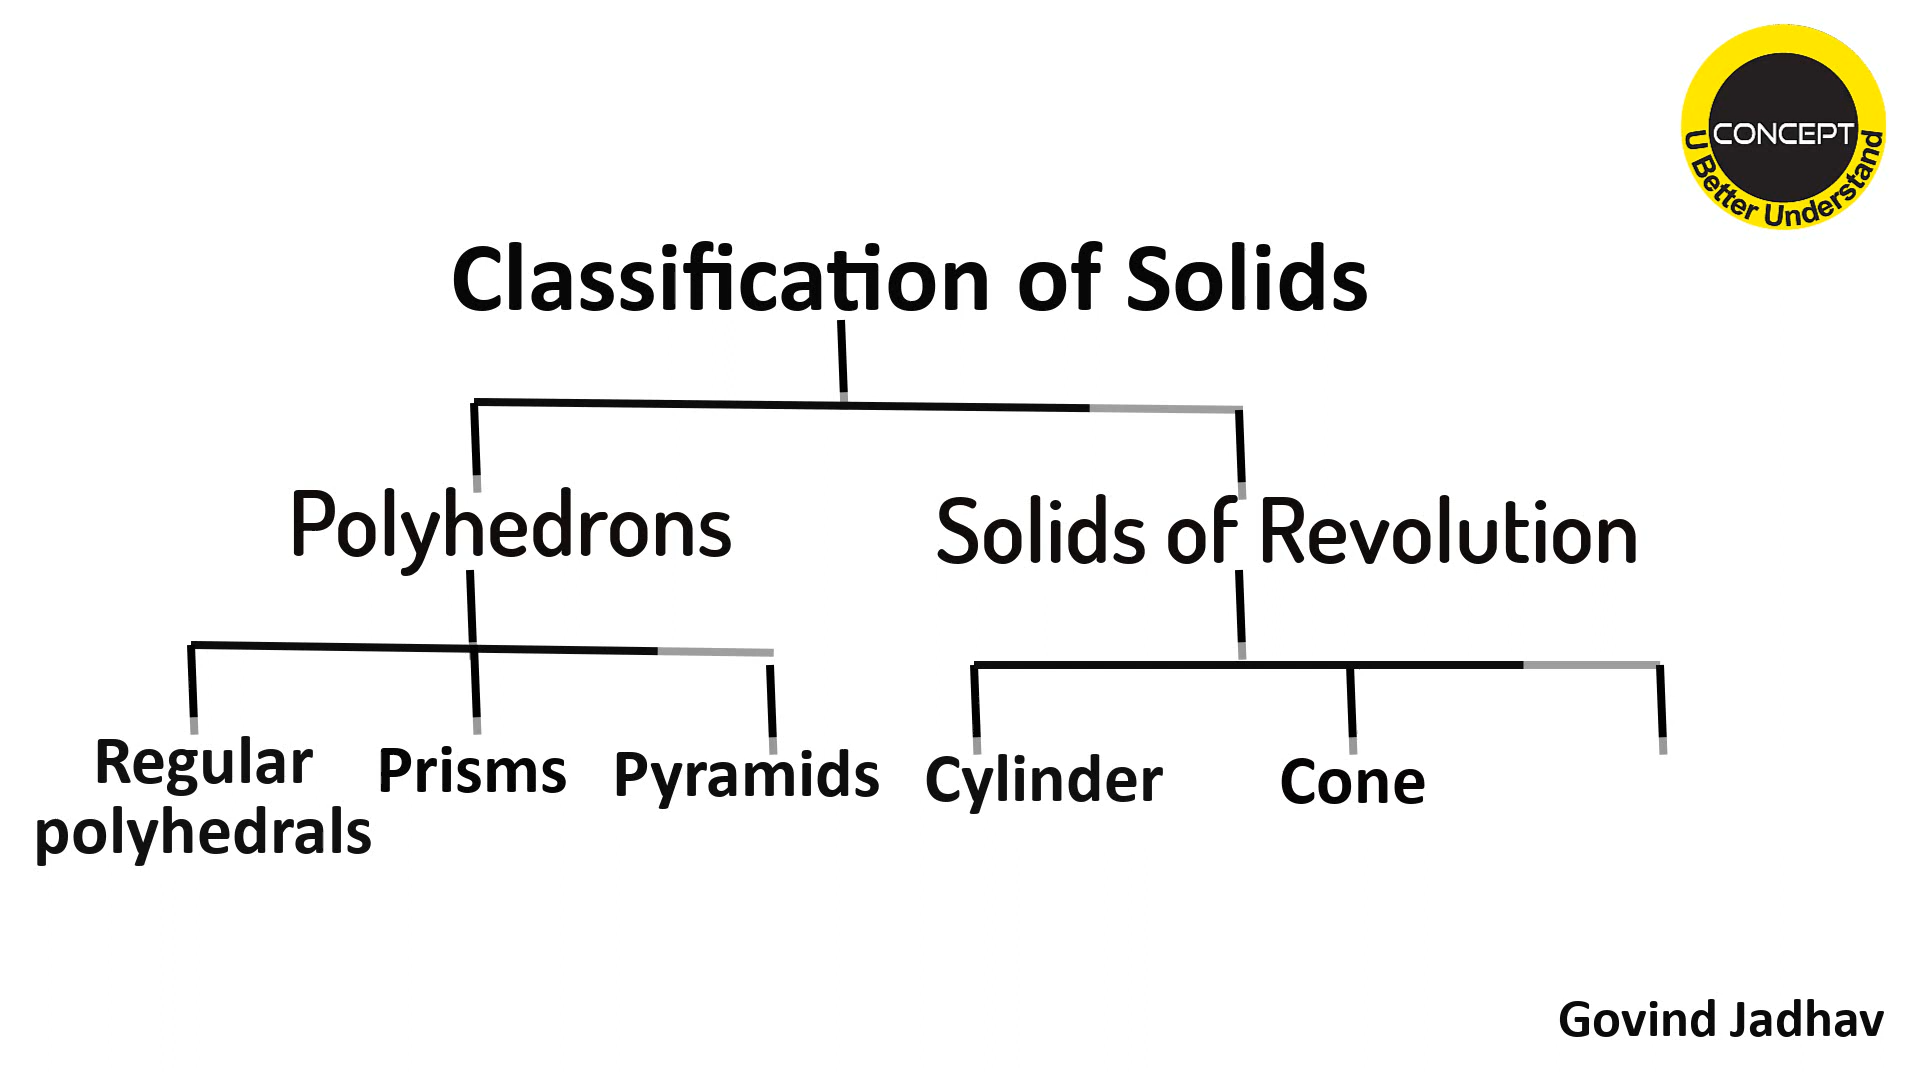 CONCEPT
U Better Understand
Classification of Solids
Polyhedrons
Solids of Revolution
Regular
polyhedrals
Prisms
Pyramids
Cylinder
Cone
Govind Jadhav